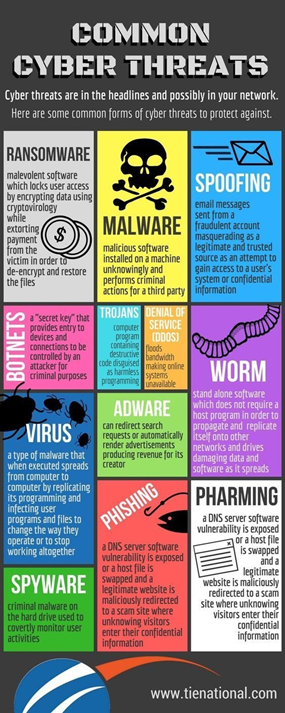 COMMON
CYBER THREATS
Cyber threats are in the headlines and possibly in your network.
Here are some common forms of cyber threats to protect against.
RANSOMWARE
malevolent software
which locks user access
by encrypting data using
cryptovirology
while
extorting
payment
from the
victim in order to
de-encrypt and restore
the files
MALWARE
malicious software
installed on a machine
unknowingly and
performs criminal
actions for a third party
SPOOFING
email messages
sent from a
fraudulent account
masquerading as a
legitimate and trusted
source as an attempt to
gain access to a user's
system or confidential
information
BOTNETS
a "secret key" that
provides entry to
devices and
connections to be
controlled by an
attacker for
criminal purposes
TROJANS
computer
program
containing
destructive
code disguised
as harmless
programming
DENIAL OF
SERVICE
(DDOS)
floods
bandwidth
making online
systems
unavailable
WORM
stand alone software
which does not require a
host program in order to
propagate and replicate
itself onto other
networks and drives
damaging data and
software as it spreads
VIRUS
a type of malware that
when executed spreads
from computer to
computer by replicating
its programming and
infecting user
programs and files to
change the way they
operate or to stop
working altogether
ADWARE
can redirect search
requests or automatically
render advertisements
producing revenue for its
creator
PHISHING
a DNS server software
vulnerability is exposed
or a host file is
swapped and a
legitimate website is
maliciously redirected
to a scam site where
unknowing visitors
enter their confidential
information
PHARMING
a DNS server software
vulnerability is exposed
or a host file
is swapped
and a
legitimate
website is maliciously
redirected to a scam
site where unknowing
visitors enter
their confidential
information
SPYWARE
criminal malware on
the hard drive used to
covertly monitor user
activities
www.tienational.com